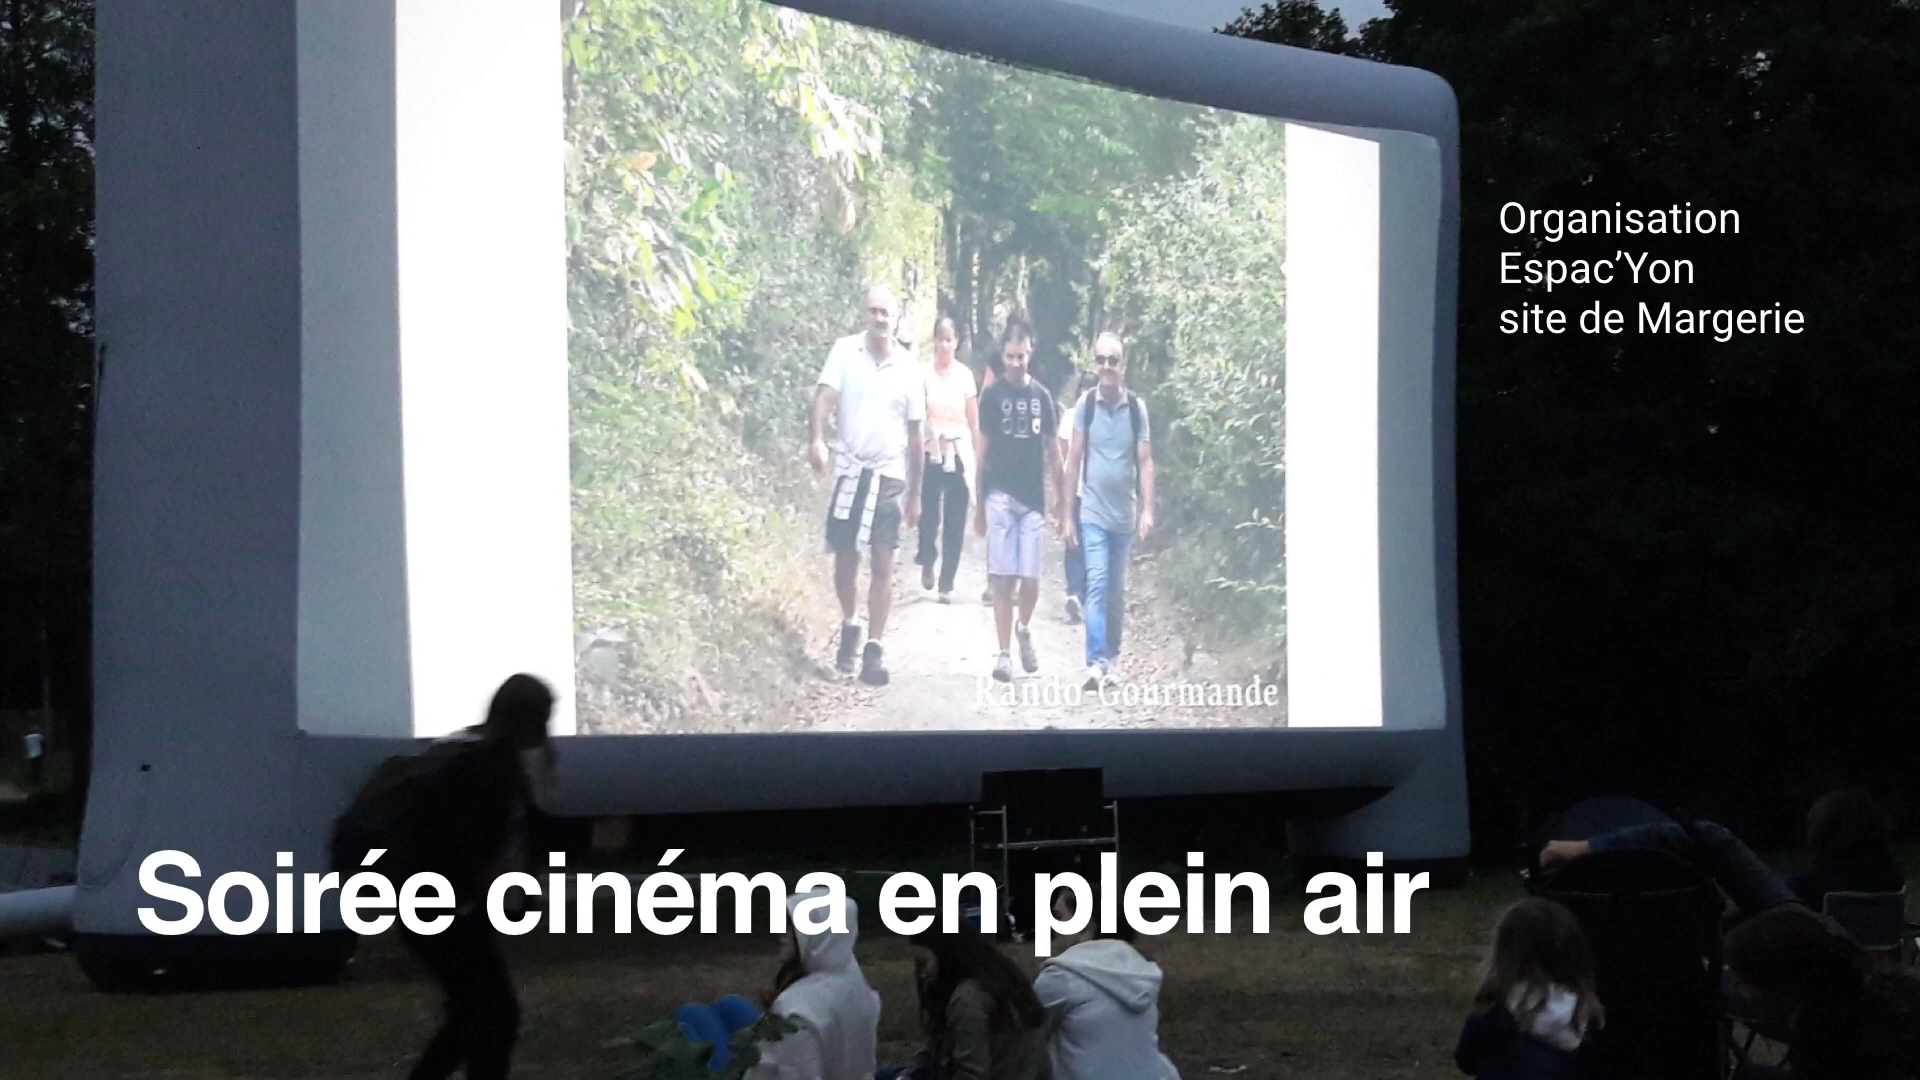 Organisation
Espac’Yon
site de Margerie
Rando-Gourmande
Soirée cinéma en plein air